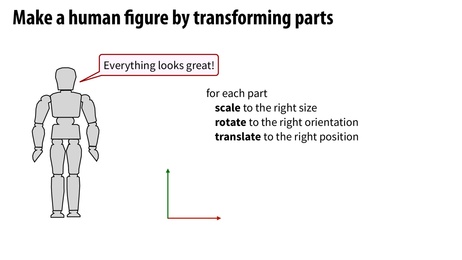 Make a human figure by transforming parts
Everything looks great!
for each part
scale to the right size
rotate to the right orientation
translate to the right position